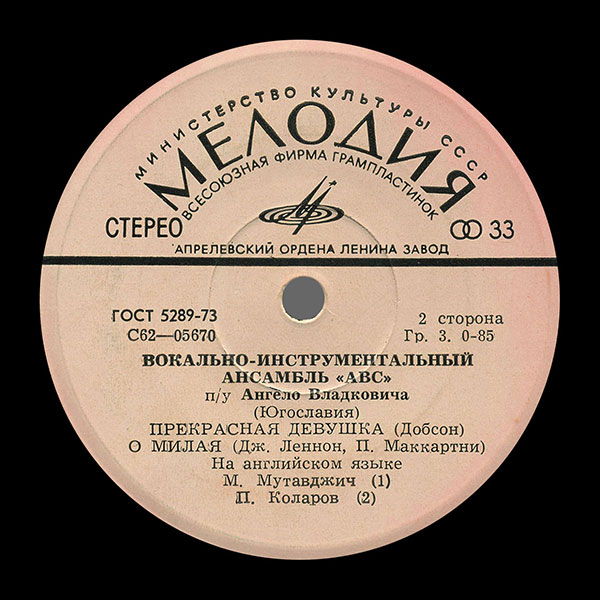 МИНИСТЕРСТВО КУЛЬТУРЫ СССР
МЕЛОДИЯ
ВСЕСОЮЗНАЯ ФИРМА ГРАМПЛАСТИНОК
СТЕРЕО
33
АПРЕЛЕВСКИЙ ОРДЕНА ЛЕНИНА ЗАВОД
ГОСТ 5289-73
2 сторона
С62—05670
Гр. 3. 0-85
ВОКАЛЬНО-ИНСТРУМЕНТАЛЬНЫЙ
АНСАМБЛЬ «АВС»
п/у Ангело Владковича
(Югославия)
ПРЕКРАСНАЯ ДЕВУШКА (Добсон)
О МИЛАЯ (Дж. Леннон, П. Маккартни)
На английском языке
М. Мутавджич (1)
П. Коларов (2)